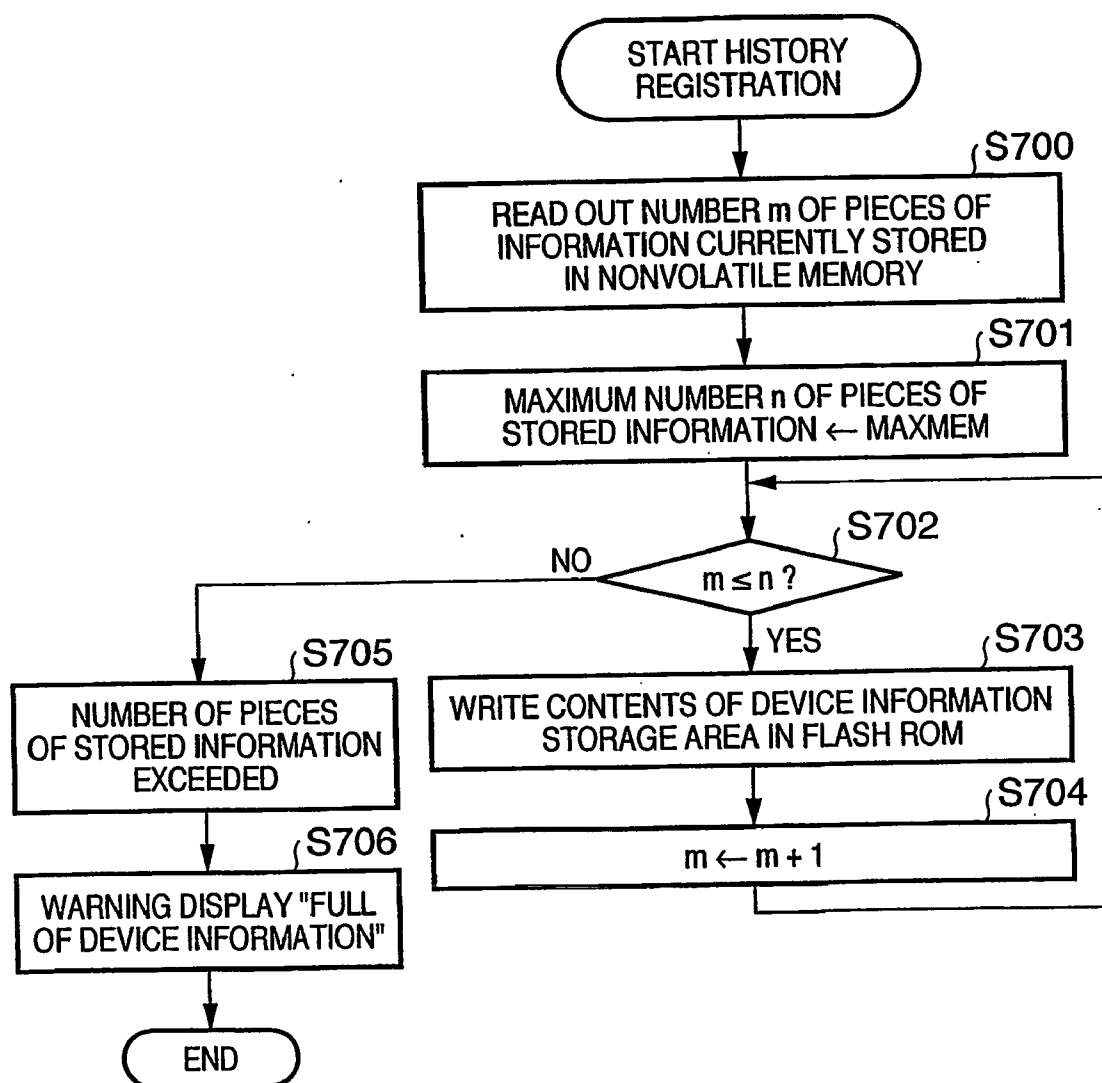 START HISTORY
REGISTRATION
S700
READ OUT NUMBER m OF PIECES OF
INFORMATION CURRENTLY STORED
IN NONVOLATILE MEMORY
S701
MAXIMUM NUMBER n OF PIECES OF
STORED INFORMATION ← MAXMEM
S702
m ≤ n ?
NO
YES
S703
WRITE CONTENTS OF DEVICE INFORMATION
STORAGE AREA IN FLASH ROM
S704
m ← m + 1
S705
NUMBER OF PIECES
OF STORED INFORMATION
EXCEEDED
S706
WARNING DISPLAY "FULL
OF DEVICE INFORMATION"
END